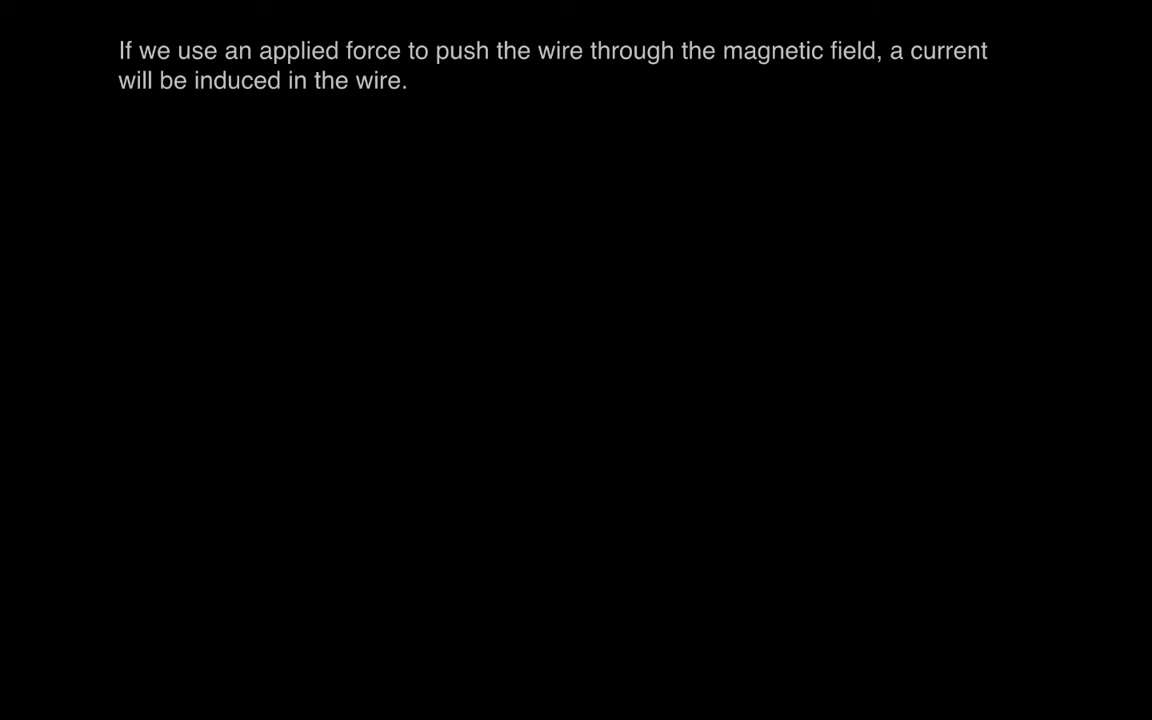 If we use an applied force to push the wire through the magnetic field, a current
will be induced in the wire.